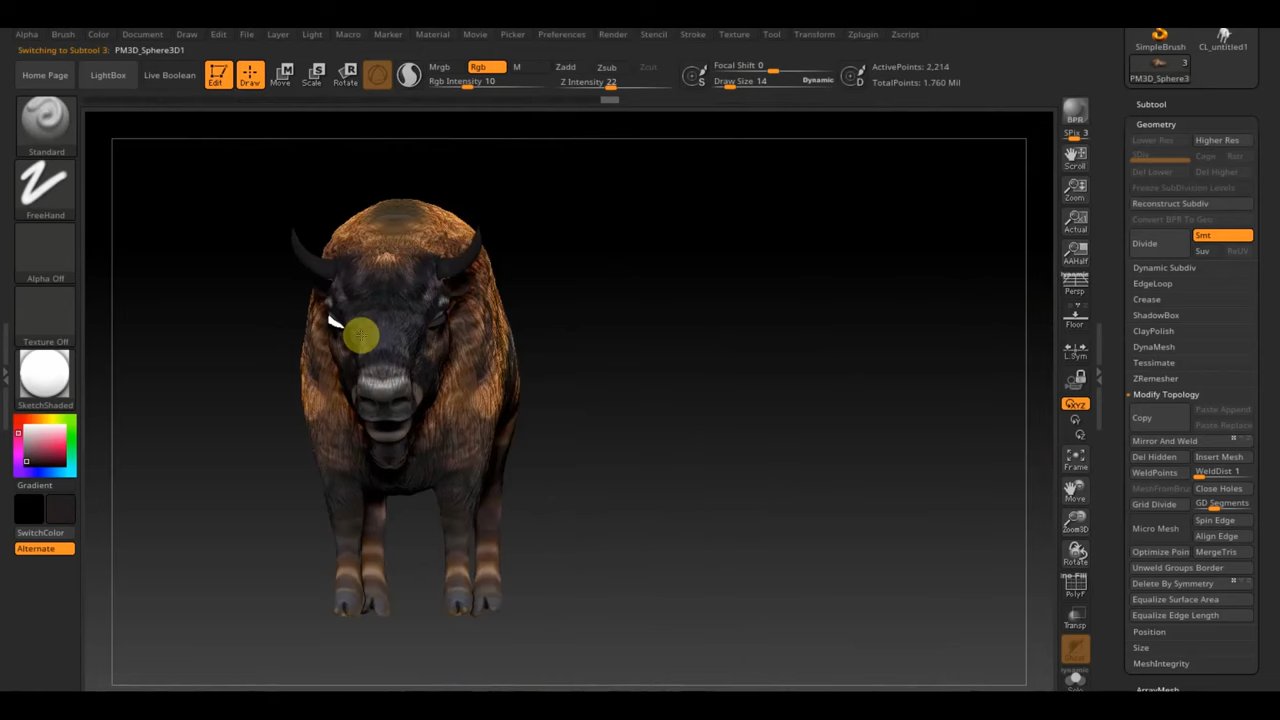 Alpha Brush Color Document Draw Edit File Layer Light Macro Marker Material Movie Picker Preferences Render Stencil Stroke Texture Tool Transform Zplugin Zscript
Switching to Subtool 3: PM3D_Sphere3D1
Home Page LightBox Live Boolean Edit Draw Move Scale Rotate
Mrgb Rgb M Zadd Zsub
Rgb Intensity 10 Z Intensity 22
Focal Shift 0
Draw Size 14 Dynamic
ActivePoints: 2,214
TotalPoints: 1.760 Mil
Standard
FreeHand
Alpha Off
Texture Off
SketchShaded
Gradient
SwitchColor
Alternate
BPR
SPix 3
Scroll
Zoom
Actual
AAHalf
Dynamic
Persp
Floor
L.Sym
XYZ
Frame
Move
Zoom3D
Rotate
PolyF
Transp
Solo
SimpleBrush CL_untitled1
3
PM3D_Sphere3
Subtool
Geometry
Lower Res Higher Res
SDiv Cage Rstr
Del Lower Del Higher
Freeze SubDivision Levels
Reconstruct Subdiv
Convert BPR To Geo
Divide Smt
Suv ReUV
Dynamic Subdiv
EdgeLoop
Crease
ShadowBox
ClayPolish
DynaMesh
Tessimate
ZRemesher
Modify Topology
Copy Paste Append
Paste Replace
Mirror And Weld
Del Hidden Insert Mesh
WeldPoints WeldDist 1
MeshFromBru Close Holes
Grid Divide GD Segments
Micro Mesh Spin Edge
Align Edge
Optimize Poin MergeTris
Unweld Groups Border
Delete By Symmetry
Equalize Surface Area
Equalize Edge Length
Position
Size
MeshIntegrity
ArrayMesh